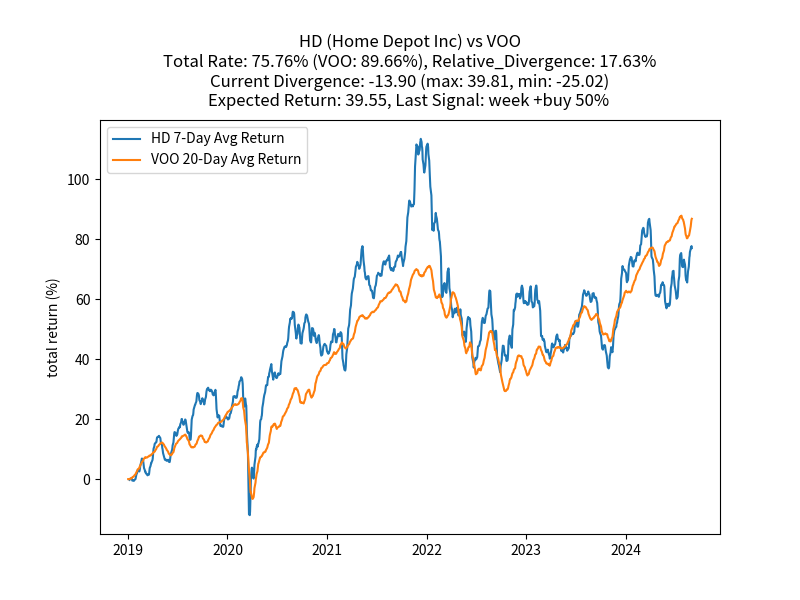 HD (Home Depot Inc) vs VOO
Total Rate: 75.76% (VOO: 89.66%), Relative_Divergence: 17.63%
Current Divergence: -13.90 (max: 39.81, min: -25.02)
Expected Return: 39.55, Last Signal: week +buy 50%
HD 7-Day Avg Return
VOO 20-Day Avg Return
total return (%)
100
80
60
40
20
0
2019 2020 2021 2022 2023 2024